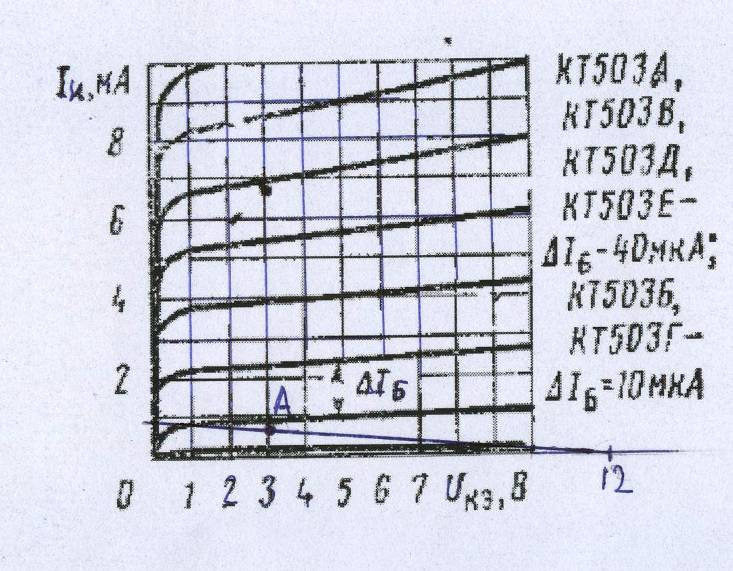 Iк, мА
8
6
4
2
0 1 2 3 4 5 6 7 Uкэ, В
12
A
ΔIБ
КТ503А,
КТ503В,
КТ503Д,
КТ503Е-
ΔIБ-40мкА;
КТ503Б,
КТ503Г-
ΔIБ=10мкА